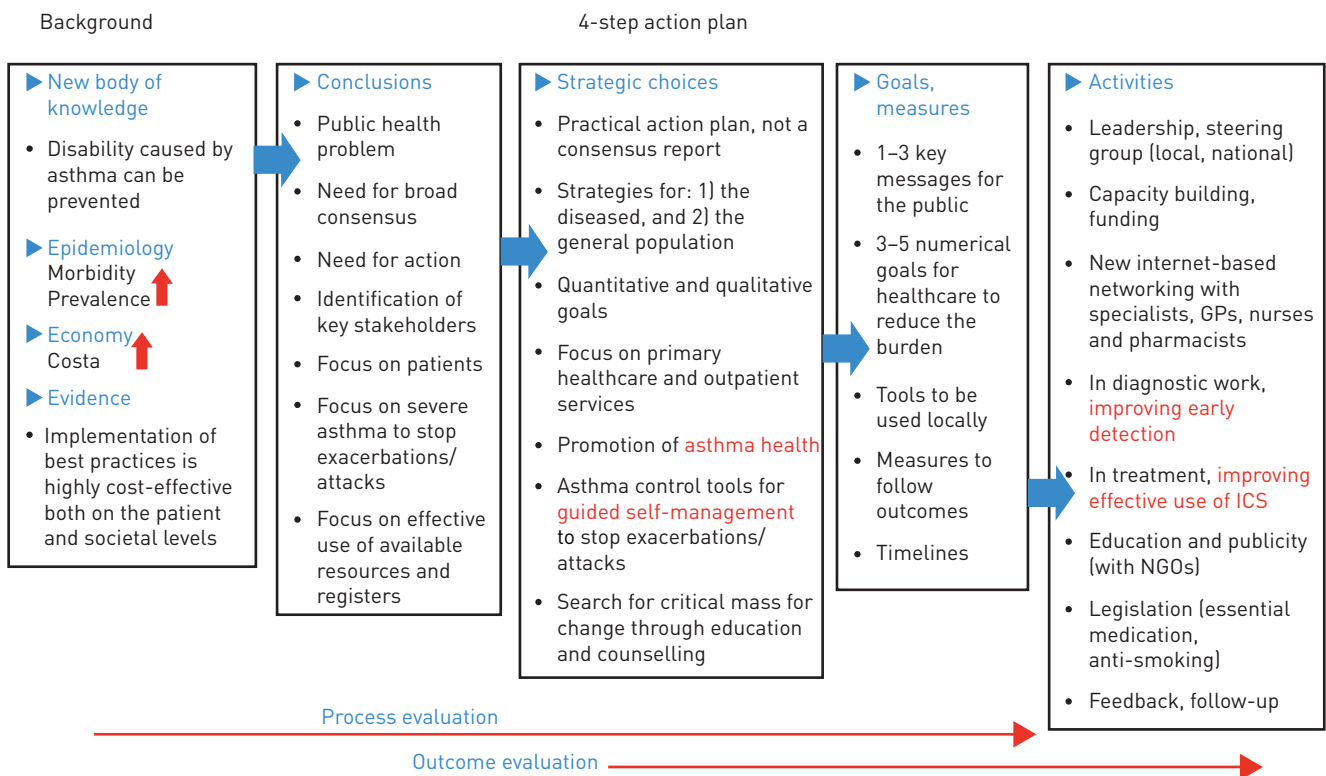 Background
4-step action plan
New body of
knowledge
• Disability caused by
asthma can be
prevented
Epidemiology
Morbidity
Prevalence
Economy
Costa
Evidence
• Implementation of
best practices is
highly cost-effective
both on the patient
and societal levels
Conclusions
• Public health
problem
• Need for broad
consensus
• Need for action
• Identification of
key stakeholders
• Focus on patients
• Focus on severe
asthma to stop
exacerbations/
attacks
• Focus on effective
use of available
resources and
registers
Strategic choices
• Practical action plan, not a
consensus report
• Strategies for: 1) the
diseased, and 2) the
general population
• Quantitative and qualitative
goals
• Focus on primary
healthcare and outpatient
services
• Promotion of asthma health
• Asthma control tools for
guided self-management
to stop exacerbations/
attacks
• Search for critical mass for
change through education
and counselling
Goals,
measures
• 1–3 key
messages for
the public
• 3–5 numerical
goals for
healthcare to
reduce the
burden
• Tools to be
used locally
• Measures to
follow
outcomes
• Timelines
Activities
• Leadership, steering
group (local, national)
• Capacity building,
funding
• New internet-based
networking with
specialists, GPs, nurses
and pharmacists
• In diagnostic work,
improving early
detection
• In treatment, improving
effective use of ICS
• Education and publicity
(with NGOs)
• Legislation (essential
medication,
anti-smoking)
• Feedback, follow-up
Process evaluation
Outcome evaluation